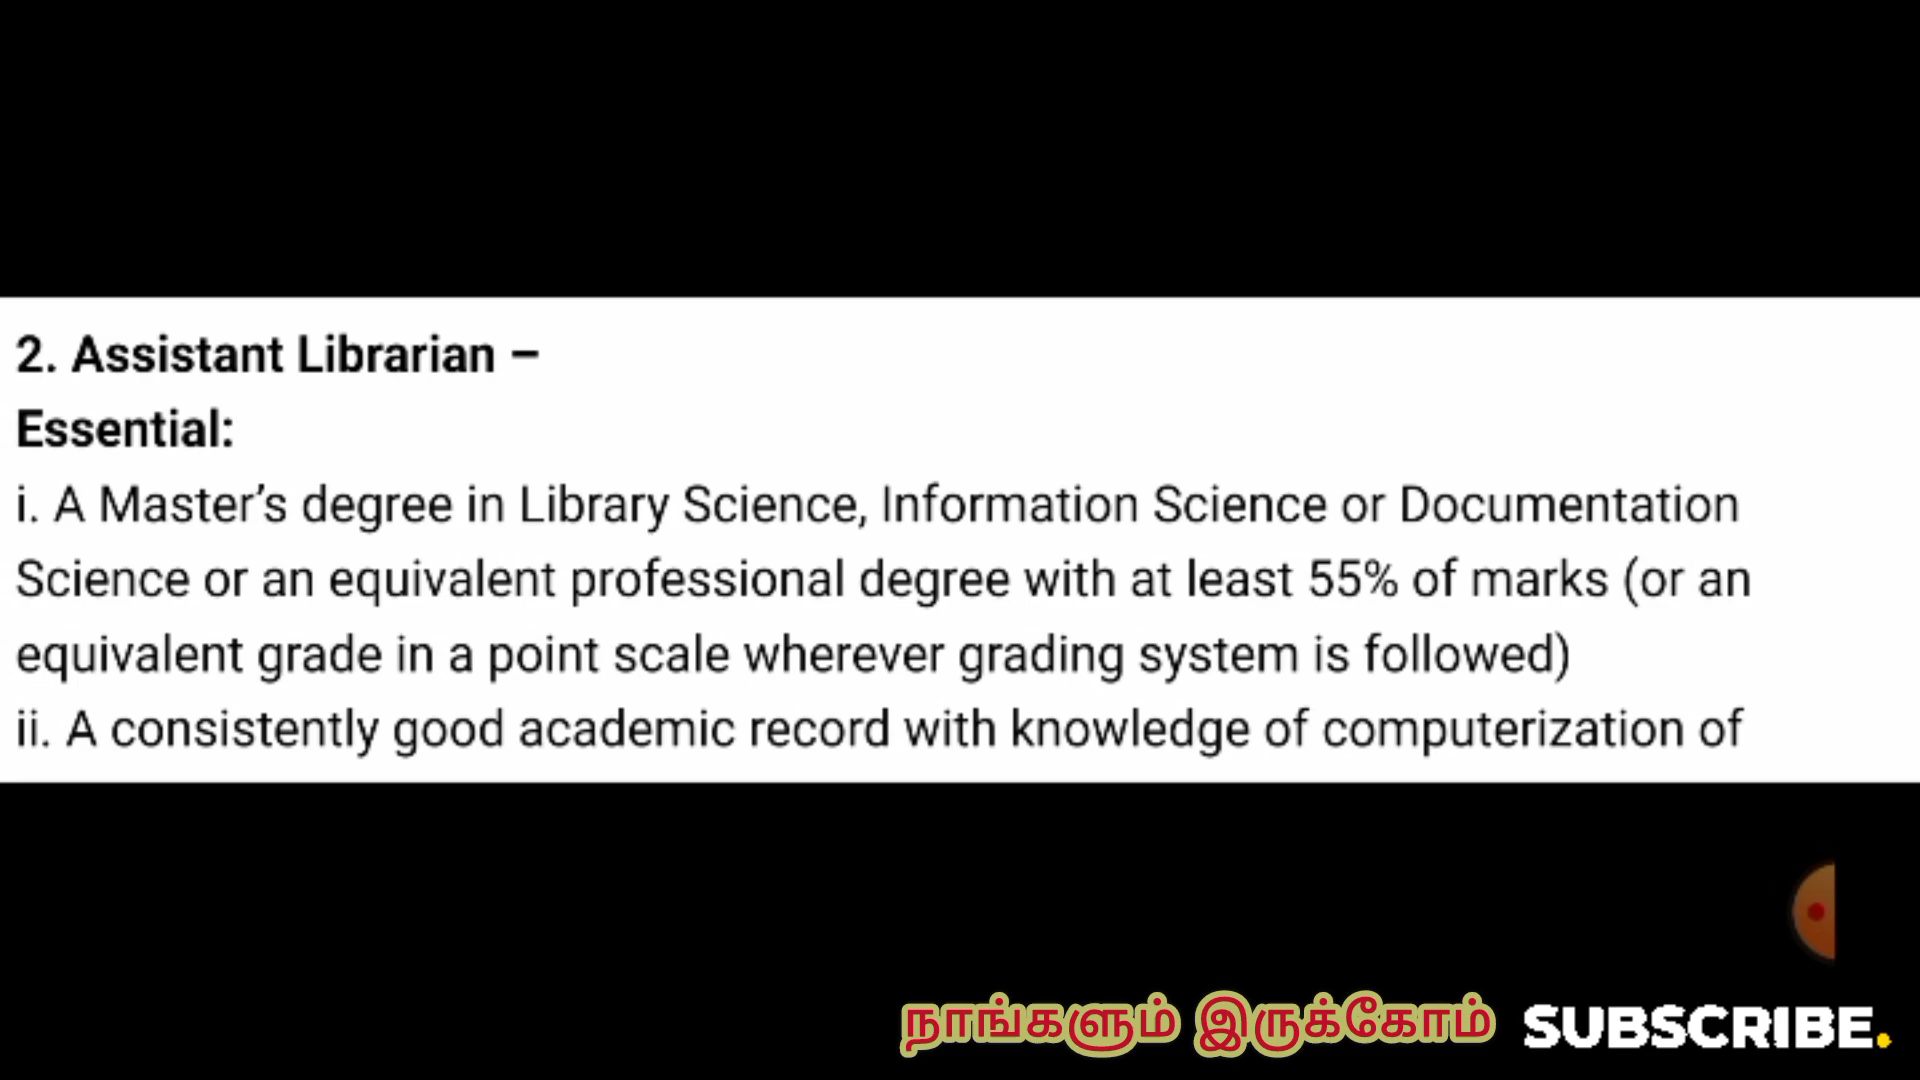 2. Assistant Librarian –
Essential:
i. A Master’s degree in Library Science, Information Science or Documentation
Science or an equivalent professional degree with at least 55% of marks (or an
equivalent grade in a point scale wherever grading system is followed)
ii. A consistently good academic record with knowledge of computerization of
நாங்களும் இருக்கோம் SUBSCRIBE.